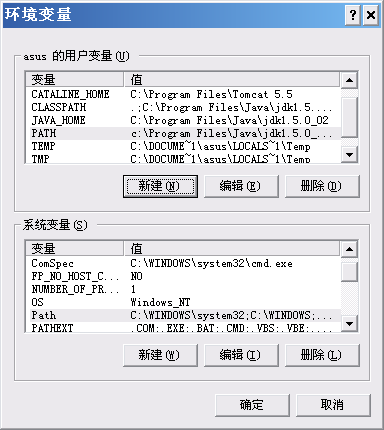 环境变量
asus 的用户变量(U)
变量 值
CATALINE_HOME C:\Program Files\Tomcat 5.5
CLASSPATH .;C:\Program Files\Java\jdk1.5....
JAVA_HOME C:\Program Files\Java\jdk1.5.0_02
PATH c:\Program Files\Java\jdk1.5.0_...
TEMP C:\DOCUME~1\asus\LOCALS~1\Temp
TMP C:\DOCUME~1\asus\LOCALS~1\Temp
新建(N) 编辑(E) 删除(D)
系统变量(S)
变量 值
ComSpec C:\WINDOWS\system32\cmd.exe
FP_NO_HOST_C... NO
NUMBER_OF_PR... 1
OS Windows_NT
Path C:\WINDOWS\system32;C:\WINDOWS;...
PATHEXT .COM;.EXE;.BAT;.CMD;.VBS;.VBE;...
新建(W) 编辑(I) 删除(L)
确定 取消